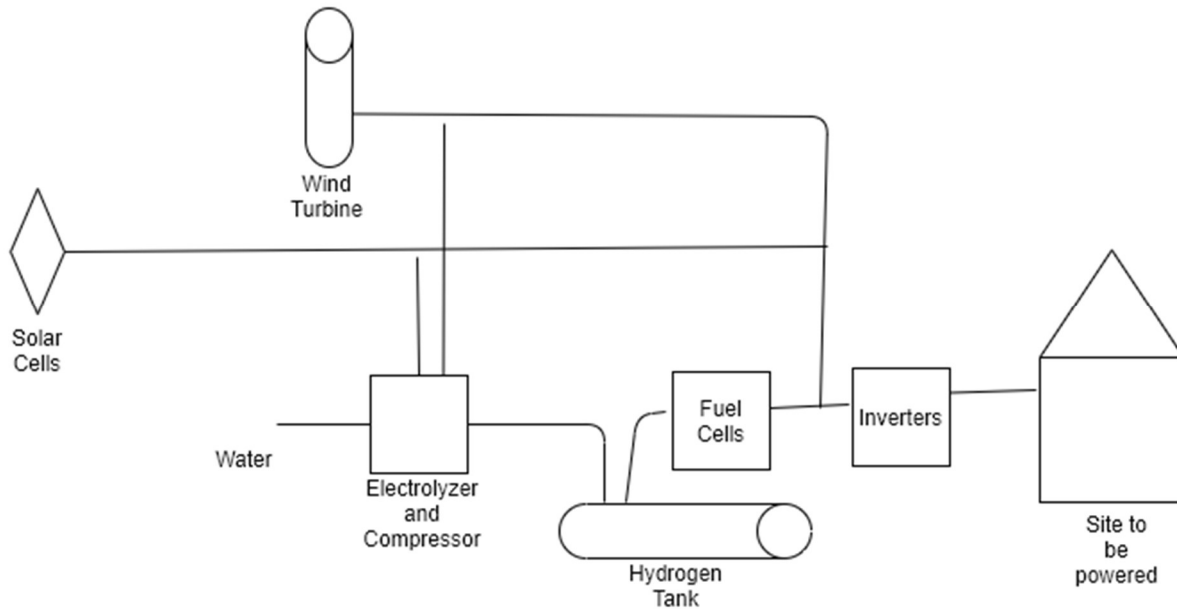 Wind
Turbine
Solar
Cells
Water
Electrolyzer
and
Compressor
Hydrogen
Tank
Fuel
Cells
Inverters
Site to
be
powered